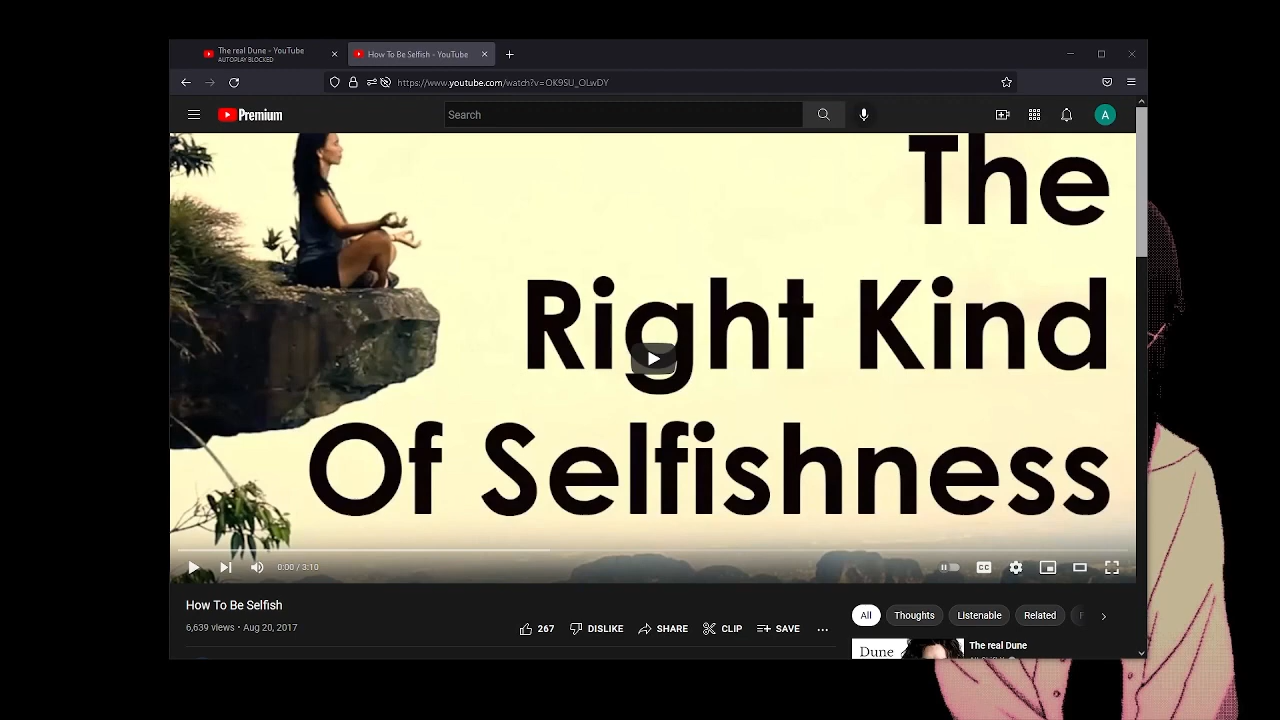 The real Dune - YouTube
AUTOPLAY BLOCKED
How To Be Selfish - YouTube
https://www.youtube.com/watch?v=OK9SU_OLwDY
Premium
Search
A
The
Right Kind
Of Selfishness
0:00 / 3:10
CC
How To Be Selfish
6,639 views • Aug 20, 2017
267
DISLIKE
SHARE
CLIP
SAVE
All
Thoughts
Listenable
Related
Dune
The real Dune